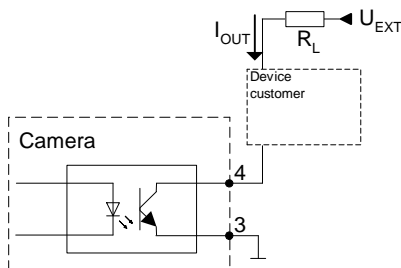 I_OUT
R_L
U_EXT
Device
customer
Camera
4
3